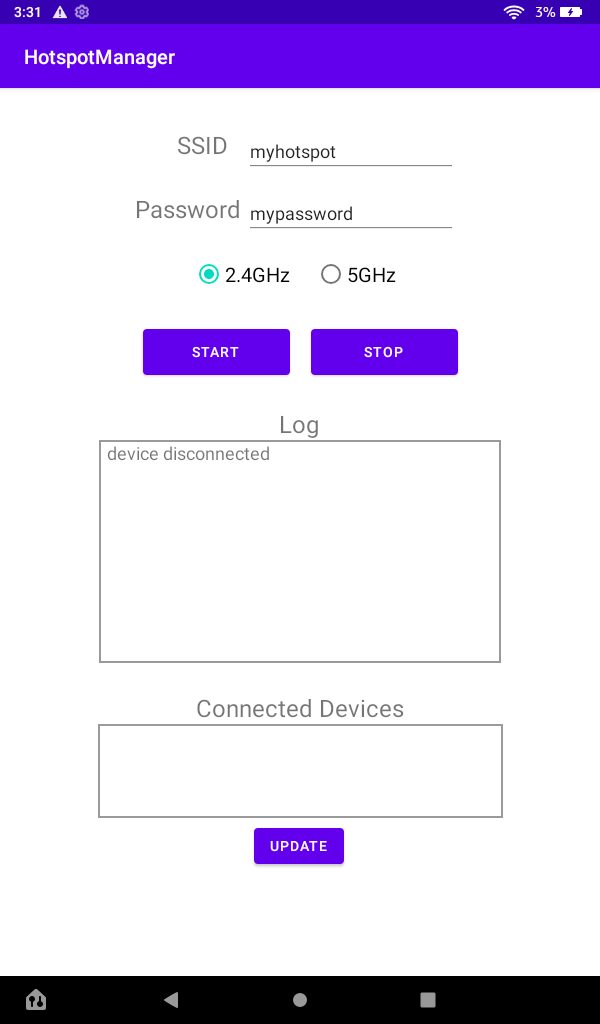 3:31 3%
HotspotManager
SSID myhotspot
Password mypassword
2.4GHz 5GHz
START STOP
Log
device disconnected
Connected Devices
UPDATE